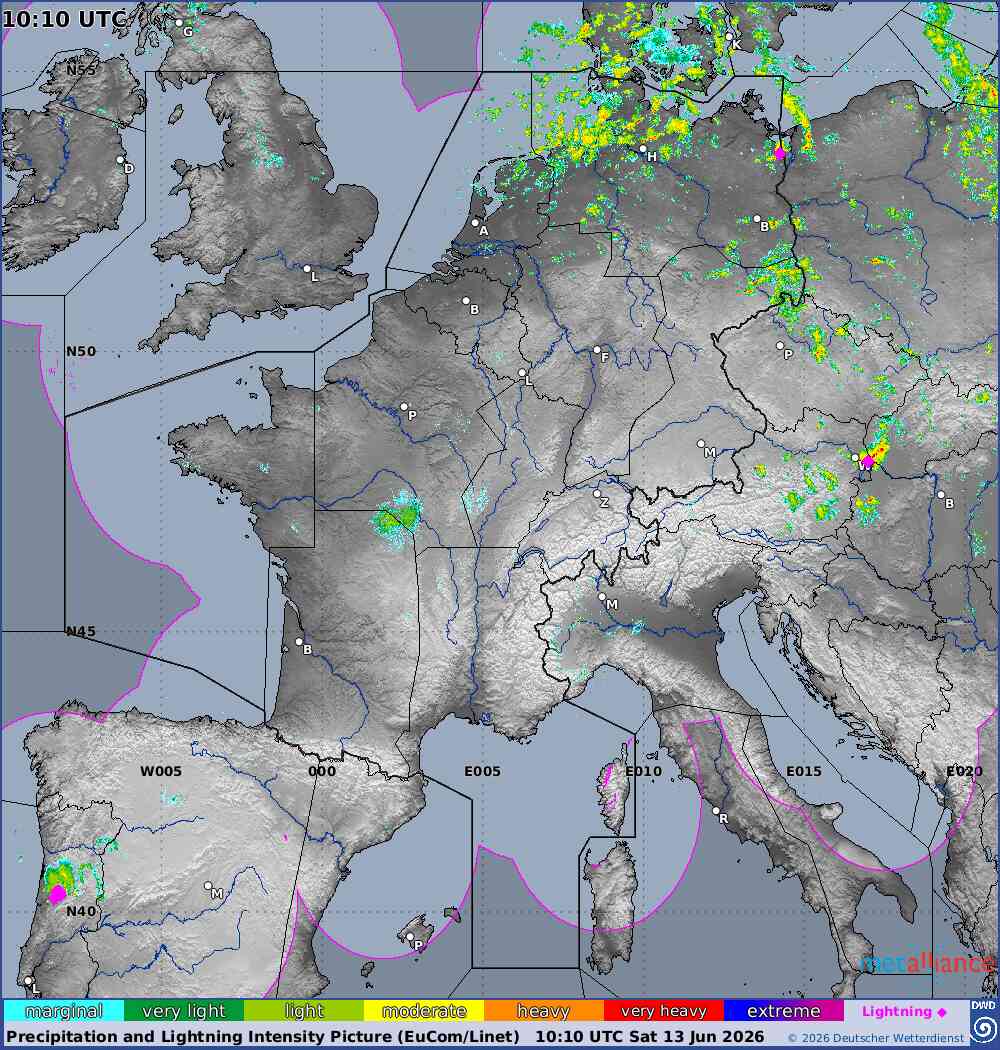 10:10 UTC
G
K
N55
D
H
A
B
L
B
N50
F
P
L
P
M
W
Z
B
M
N45
B
W005
000
E005
E010
E015
E020
R
M
N40
P
L
metalliance
marginal
very light
light
moderate
heavy
very heavy
extreme
Lightning ◆
DWD
Precipitation and Lightning Intensity Picture (EuCom/Linet) 10:10 UTC Sat 13 Jun 2026
© 2026 Deutscher Wetterdienst